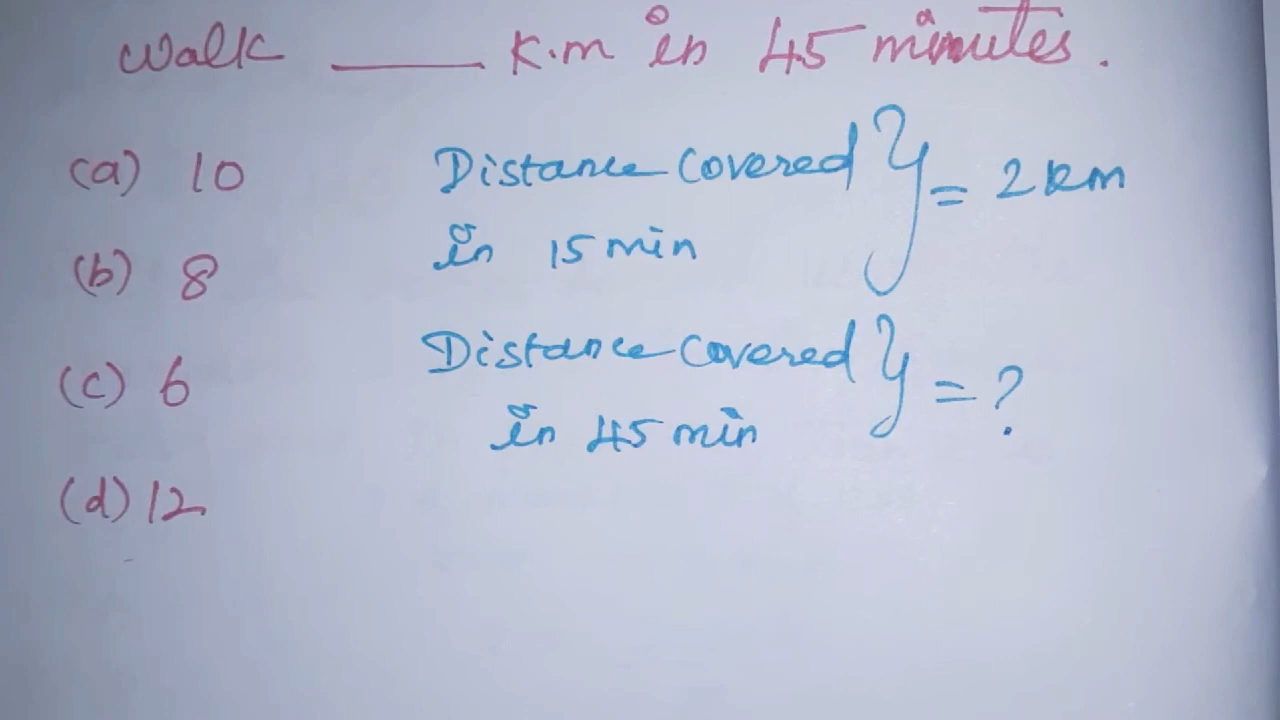 Walk ____ K.m in 45 minutes.
(a) 10
(b) 8
(c) 6
(d) 12
Distance covered } = 2 km
in 15 min
Distance covered } = ?
in 45 min